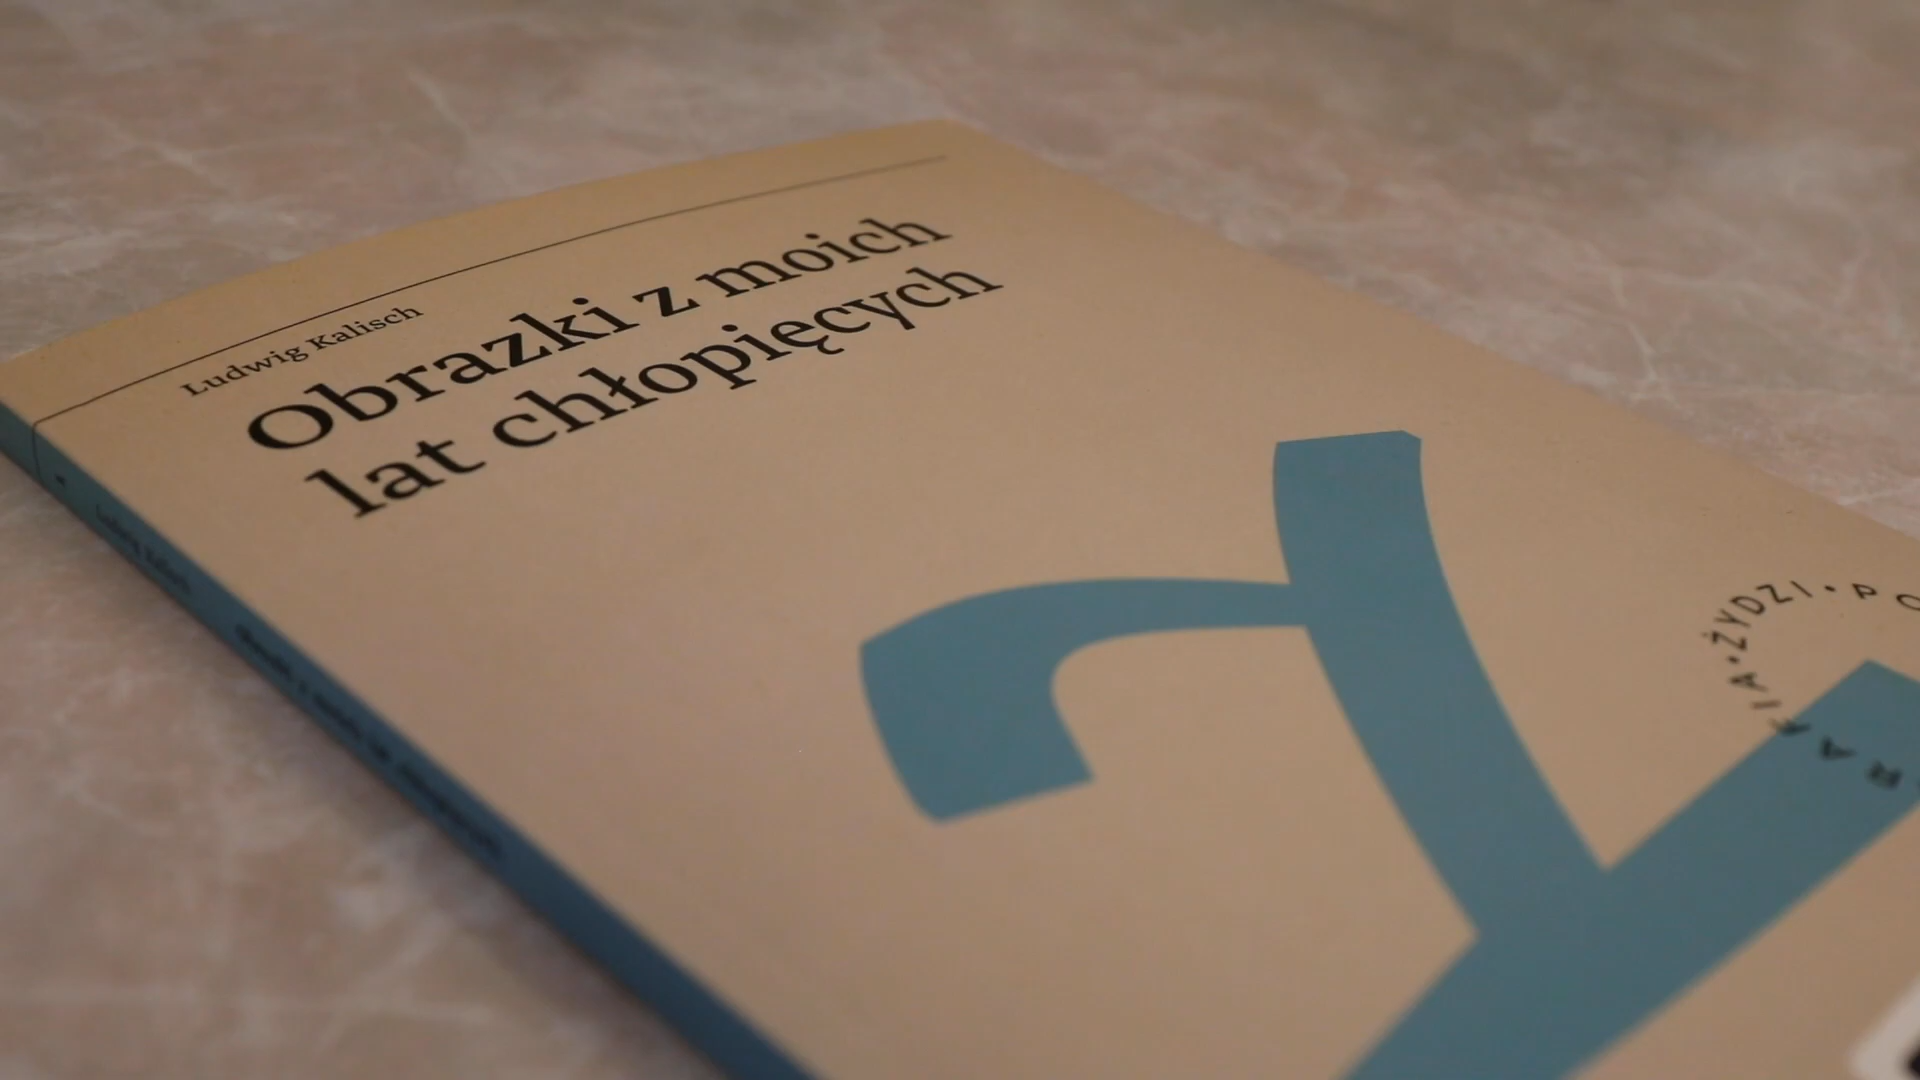 Ludwig Kalisch
Obrazki z moich
lat chłopięcych
ŻYDZI • PO
RAFIA •